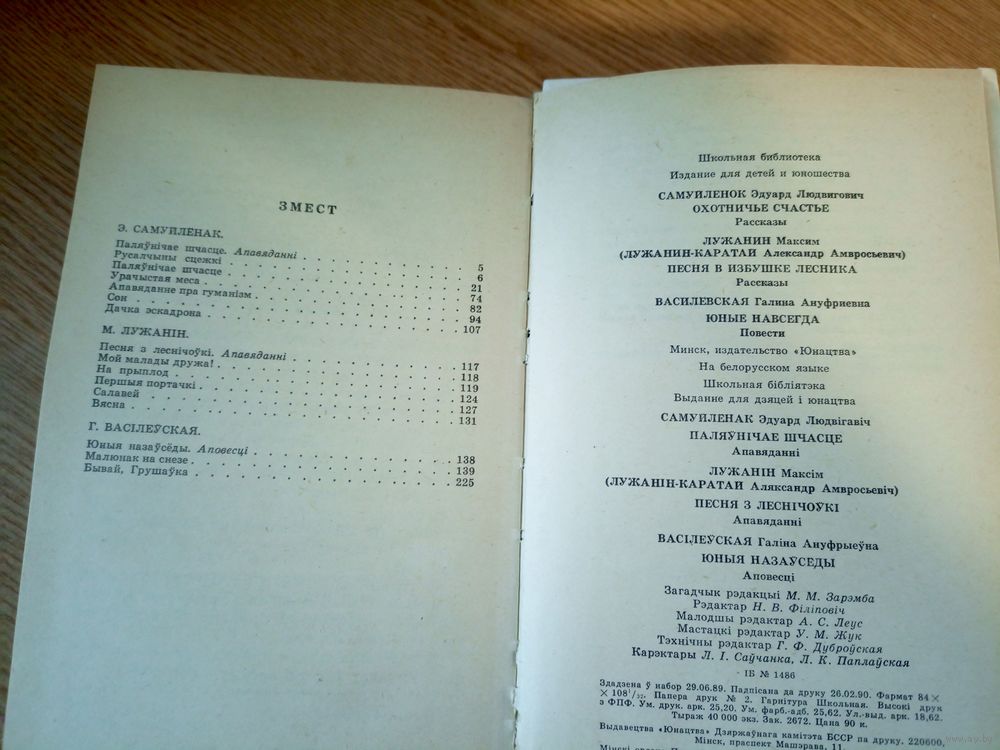 ЗМЕСТ
Э. САМУЙЛЁНАК.
Паляўнічае шчасце. Апавяданні . . . . . . . . . 5
Русалчыны сцежкі . . . . . . . . . 6
Паляўнічае шчасце . . . . . . . . . 21
Урачыстая меса . . . . . . . . . 74
Апавяданне пра гуманізм . . . . . . . . . 82
Сон . . . . . . . . . 94
Дачка эскадрона . . . . . . . . . 107
М. ЛУЖАНІН.
Песня з леснічоўкі. Апавяданні . . . . . . . . . 117
Мой малады дружа! . . . . . . . . . 118
На прыплод . . . . . . . . . 119
Першыя портачкі . . . . . . . . . 124
Салавей . . . . . . . . . 127
Вясна . . . . . . . . . 131
Г. ВАСІЛЕЎСКАЯ.
Юныя назаўсёды. Аповесці . . . . . . . . . 138
Малюнак на снезе . . . . . . . . . 139
Бывай, Грушаўка . . . . . . . . . 225
Школьная библиотека
Издание для детей и юношества
САМУЙЛЕНОК Эдуард Людвигович
ОХОТНИЧЬЕ СЧАСТЬЕ
Рассказы
ЛУЖАНИН Максим
(ЛУЖАНИН-КАРАТАЙ Александр Амвросьевич)
ПЕСНЯ В ИЗБУШКЕ ЛЕСНИКА
Рассказы
ВАСИЛЕВСКАЯ Галина Ануфриевна
ЮНЫЕ НАВСЕГДА
Повести
Минск, издательство «Юнацтва»
На белорусском языке
Школьная бібліятэка
Выданне для дзяцей і юнацтва
САМУЙЛЕНАК Эдуард Людвігавіч
ПАЛЯЎНІЧАЕ ШЧАСЦЕ
Апавяданні
ЛУЖАНІН Максім
(ЛУЖАНІН-КАРАТАЙ Аляксандр Амвросьевіч)
ПЕСНЯ З ЛЕСНІЧОЎКІ
Апавяданні
ВАСІЛЕЎСКАЯ Галіна Ануфрыеўна
ЮНЫЯ НАЗАЎСЕДЫ
Аповесці
Загадчык рэдакцыі М. М. Зарэмба
Рэдактар Н. В. Філіповіч
Малодшы рэдактар А. С. Леус
Мастацкі рэдактар У. М. Жук
Тэхнічны рэдактар Г. Ф. Дуброўская
Карэктары Л. І. Саўчанка, Л. К. Паплаўская
ІБ № 1486
Здадзена ў набор 29.06.89. Падпісана да друку 26.02.90. Фармат 84×
×108¹/₃₂. Папера друк № 2. Гарнітура Школьная. Высокі друк
з ФПФ. Ум. друк. арк. 25,20. Ум. фарб.-адб. 25,62. Ул.-выд. арк. 18,62.
Тыраж 40 000 экз. Зак. 2672. Цана 90 к.
Выдавецтва «Юнацтва» Дзяржаўнага камітэта БССР па друку. 220600,
Мінск, праспект Машэрава, 11.